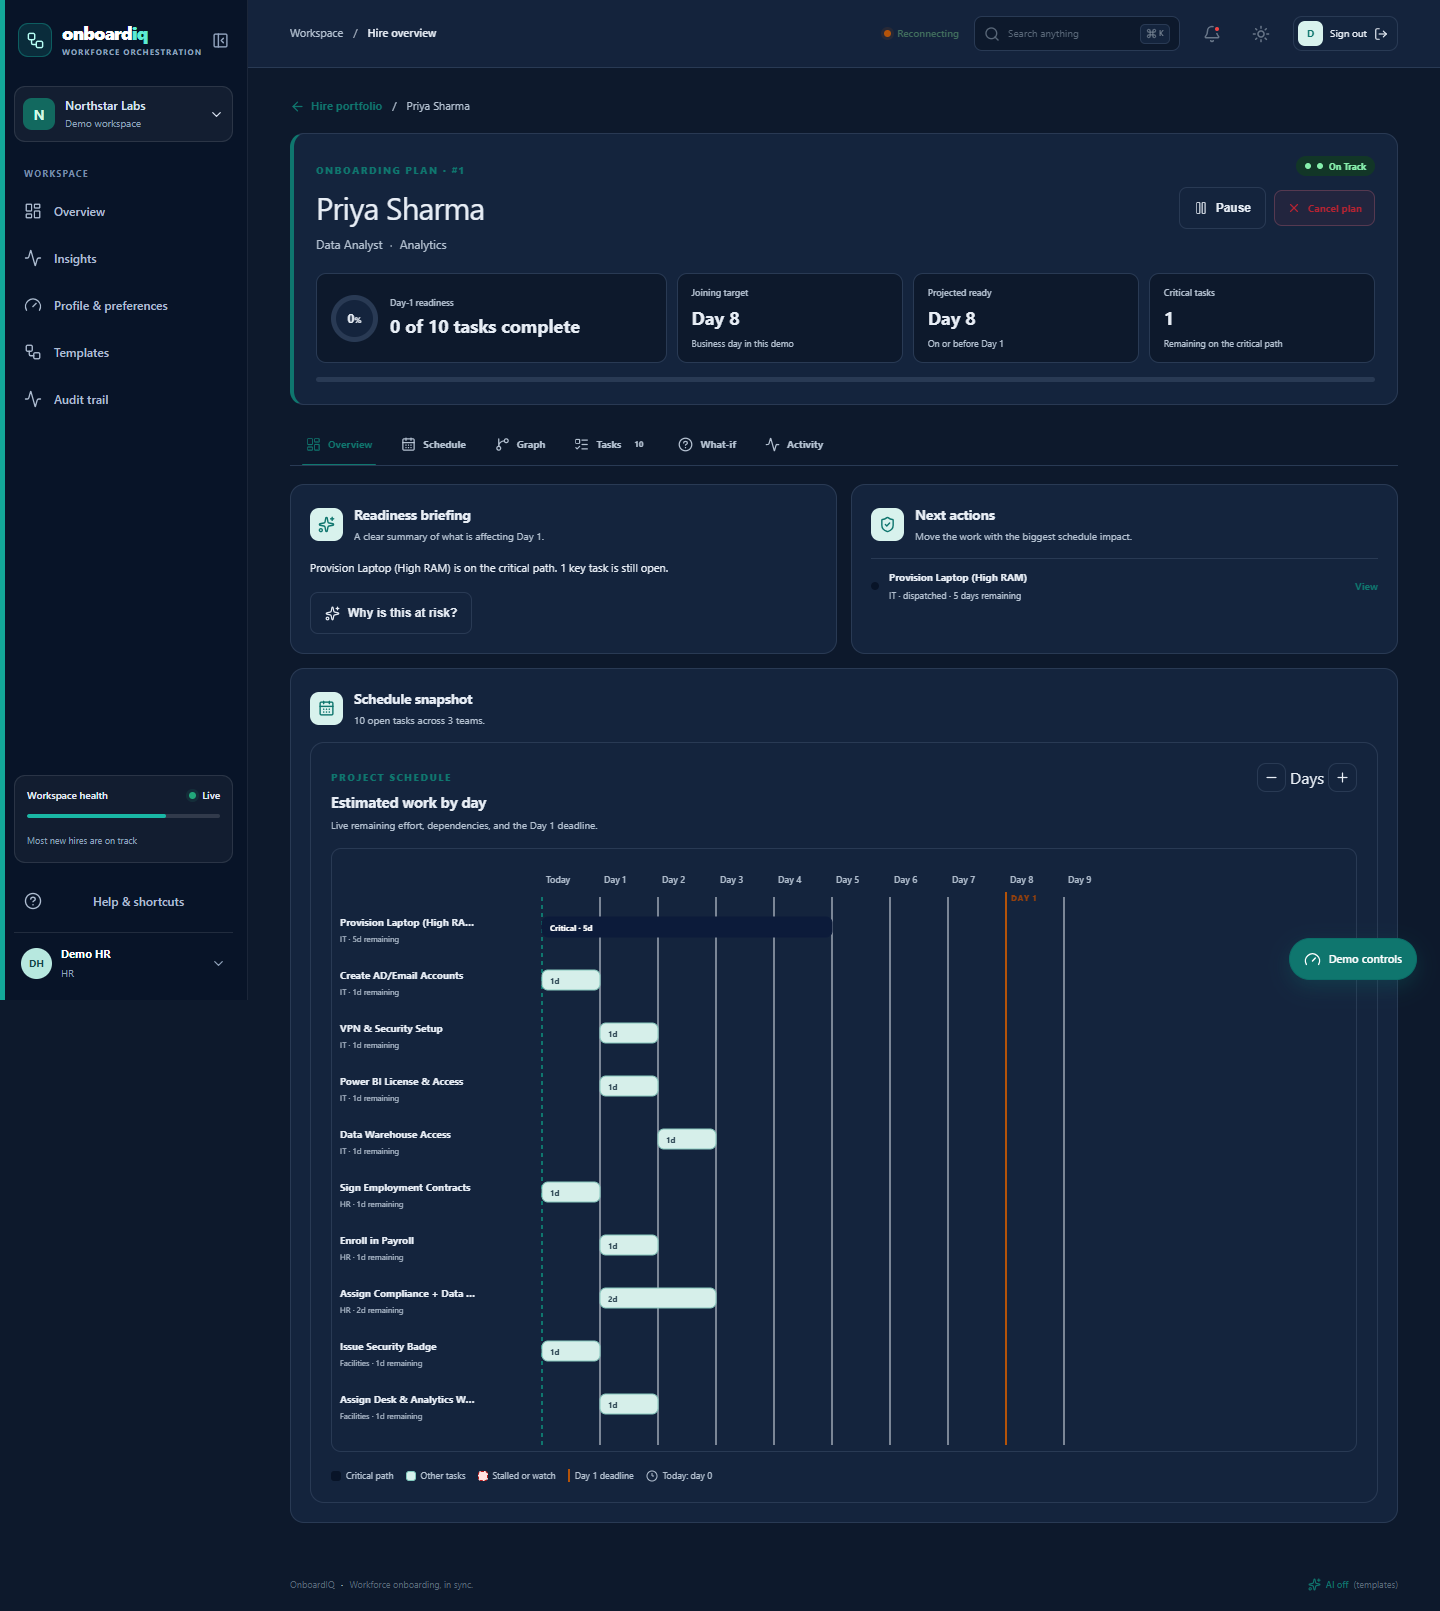 onboardiq
WORKFORCE ORCHESTRATION
N
Northstar Labs
Demo workspace
WORKSPACE
Overview
Insights
Profile & preferences
Templates
Audit trail
Workspace health
Live
Most new hires are on track
Help & shortcuts
DH
Demo HR
HR
Workspace / Hire overview
Reconnecting
Search anything
⌘ K
D
Sign out
Hire portfolio / Priya Sharma
ONBOARDING PLAN · #1
On Track
Priya Sharma
Pause
Cancel plan
Data Analyst · Analytics
0%
Day-1 readiness
0 of 10 tasks complete
Joining target
Day 8
Business day in this demo
Projected ready
Day 8
On or before Day 1
Critical tasks
1
Remaining on the critical path
Overview
Schedule
Graph
Tasks 10
What-if
Activity
Readiness briefing
A clear summary of what is affecting Day 1.
Provision Laptop (High RAM) is on the critical path. 1 key task is still open.
Why is this at risk?
Next actions
Move the work with the biggest schedule impact.
Provision Laptop (High RAM)
IT · dispatched · 5 days remaining
View
Schedule snapshot
10 open tasks across 3 teams.
PROJECT SCHEDULE
Estimated work by day
Live remaining effort, dependencies, and the Day 1 deadline.
Days
Today Day 1 Day 2 Day 3 Day 4 Day 5 Day 6 Day 7 Day 8 Day 9
DAY 1
Provision Laptop (High RA...
IT · 5d remaining
Critical · 5d
Create AD/Email Accounts
IT · 1d remaining
1d
VPN & Security Setup
IT · 1d remaining
1d
Power BI License & Access
IT · 1d remaining
1d
Data Warehouse Access
IT · 1d remaining
1d
Sign Employment Contracts
HR · 1d remaining
1d
Enroll in Payroll
HR · 1d remaining
1d
Assign Compliance + Data ...
HR · 2d remaining
2d
Issue Security Badge
Facilities · 1d remaining
1d
Assign Desk & Analytics W...
Facilities · 1d remaining
1d
Critical path
Other tasks
Stalled or watch
Day 1 deadline
Today: day 0
Demo controls
OnboardIQ · Workforce onboarding, in sync.
AI off (templates)